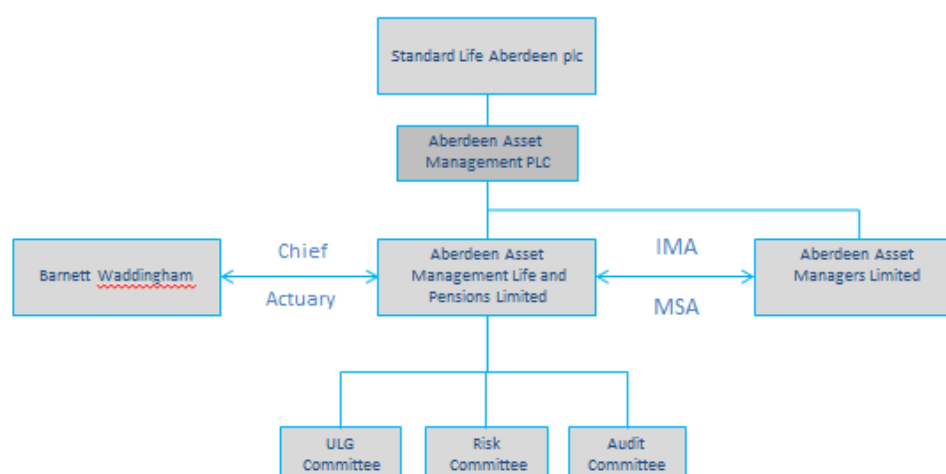 Standard Life Aberdeen plc
Aberdeen Asset
Management PLC
Barnett Waddingham
Chief
Actuary
Aberdeen Asset
Management Life and
Pensions Limited
IMA
MSA
Aberdeen Asset
Managers Limited
ULG
Committee
Risk
Committee
Audit
Committee